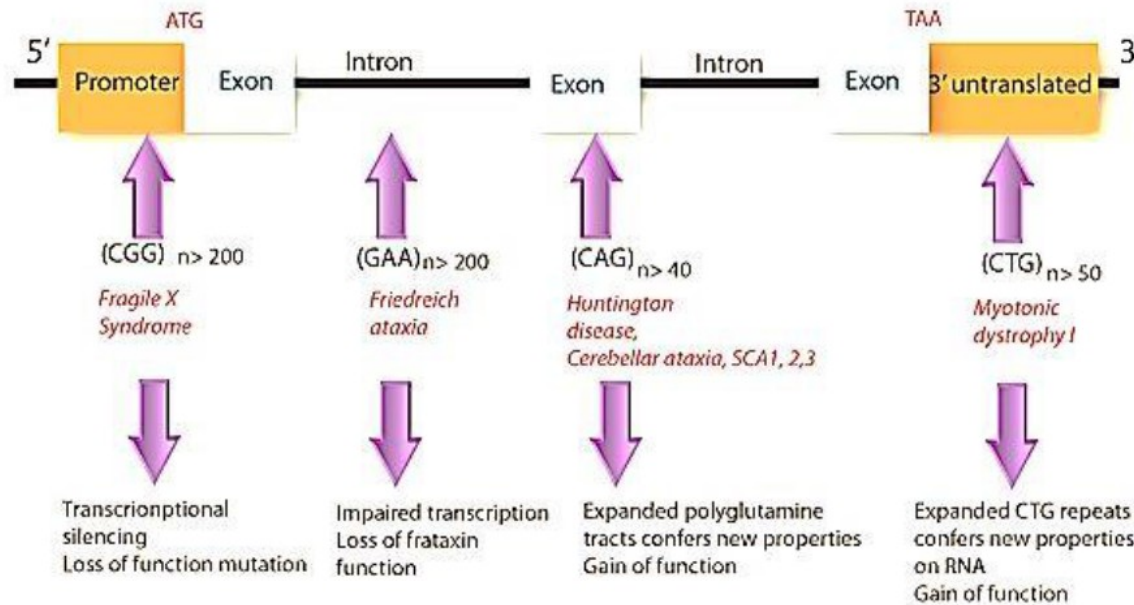 ATG
TAA
5'
Promoter
Exon
Intron
Exon
Intron
Exon
3' untranslated
3
(CGG) n> 200
(GAA) n> 200
(CAG) n> 40
(CTG) n> 50
Fragile X
Syndrome
Friedreich
ataxia
Huntington
disease,
Cerebellar ataxia, SCA1, 2,3
Myotonic
dystrophy I
Transcrionptional
silencing
Loss of function mutation
Impaired transcription
Loss of frataxin
function
Expanded polyglutamine
tracts confers new properties
Gain of function
Expanded CTG repeats
confers new properties
on RNA
Gain of function